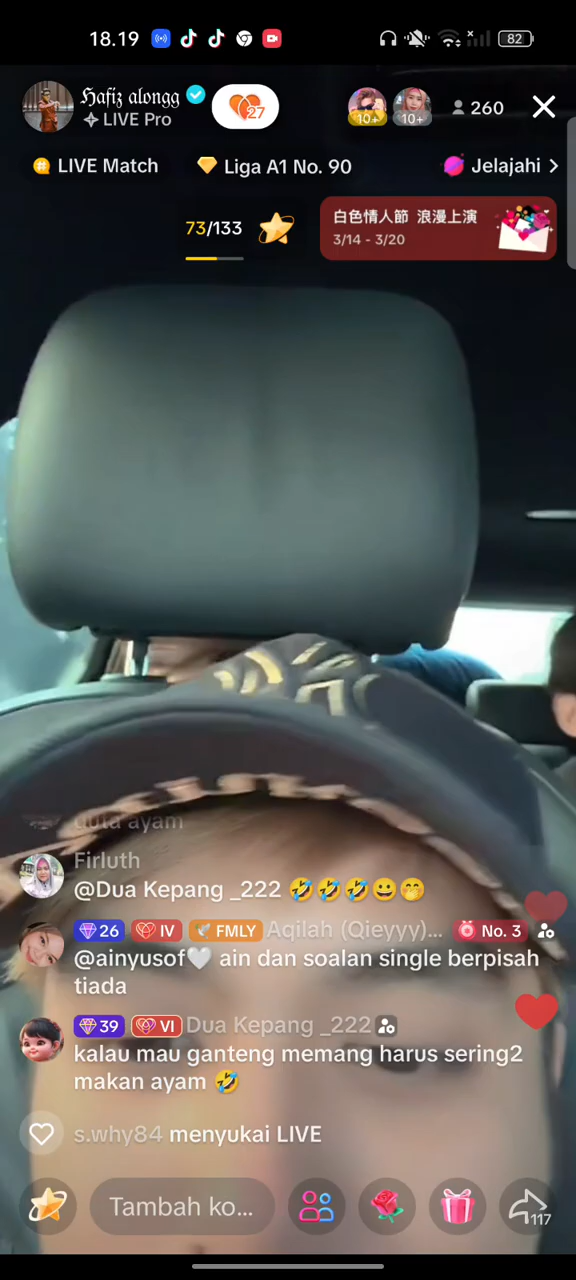 18.19
82
Hafiz alongg
LIVE Pro
27
10+
10+
260
LIVE Match
Liga A1 No. 90
Jelajahi
73/133
白色情人節 浪漫上演
3/14 - 3/20
ayam
Firluth
@Dua Kepang _222 🤣🤣🤣😀🤭
26 IV FMLY Aqilah (Qieyyy)... No. 3
@ainyusof🤍 ain dan soalan single berpisah
tiada
39 VI Dua Kepang _222
kalau mau ganteng memang harus sering2
makan ayam 🤣
s.why84 menyukai LIVE
Tambah ko...
117